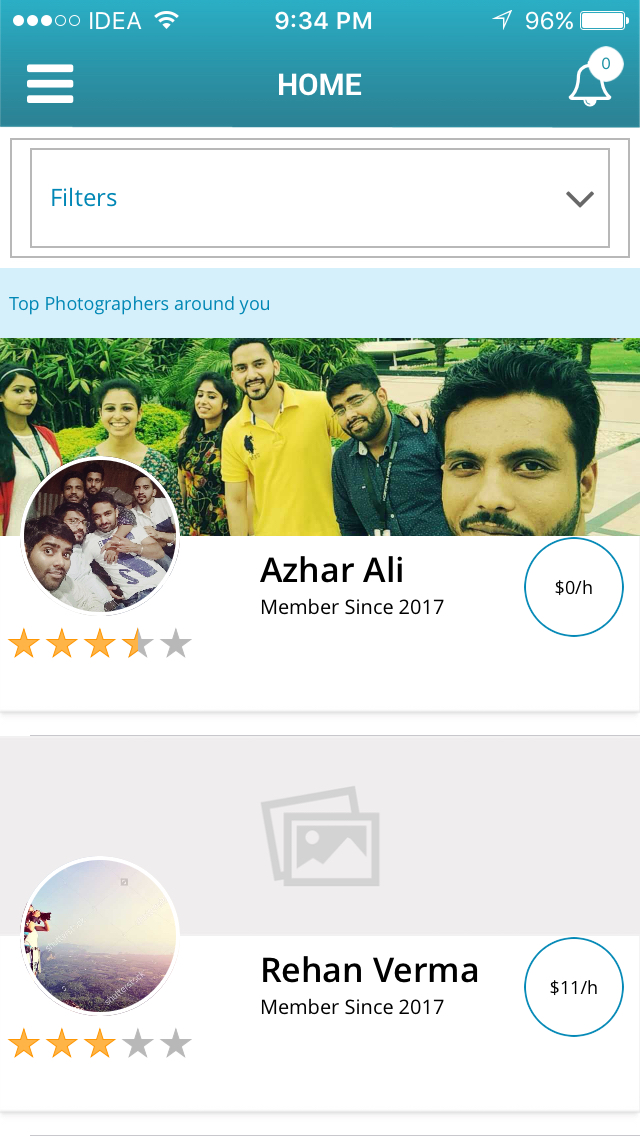 IDEA 9:34 PM 96%
HOME
0
Filters
Top Photographers around you
Azhar Ali
Member Since 2017
$0/h
shutterstock
Rehan Verma
Member Since 2017
$11/h